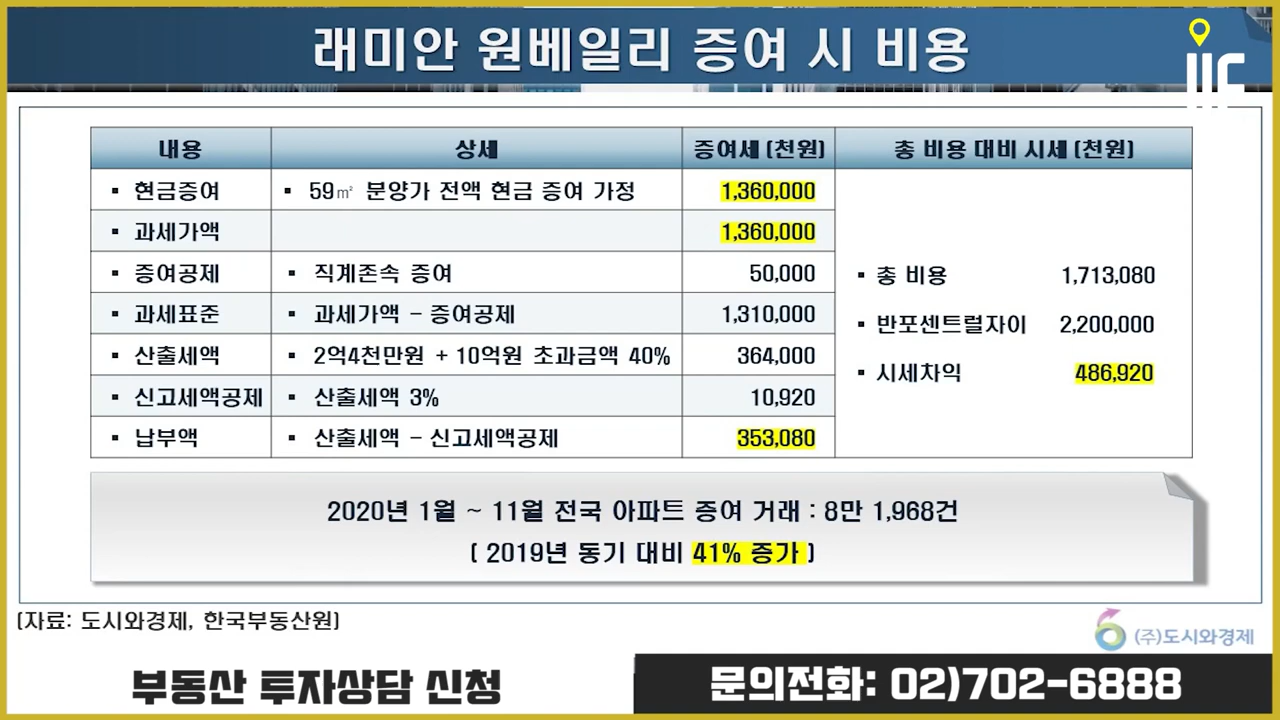 래미안 원베일리 증여 시 비용
내용 상세 증여세 (천원) 총 비용 대비 시세 (천원)
▪ 현금증여 ▪ 59㎡ 분양가 전액 현금 증여 가정 1,360,000
▪ 과세가액 1,360,000
▪ 증여공제 ▪ 직계존속 증여 50,000
▪ 과세표준 ▪ 과세가액 - 증여공제 1,310,000
▪ 산출세액 ▪ 2억4천만원 + 10억원 초과금액 40% 364,000
▪ 신고세액공제 ▪ 산출세액 3% 10,920
▪ 납부액 ▪ 산출세액 - 신고세액공제 353,080
▪ 총 비용 1,713,080
▪ 반포센트럴자이 2,200,000
▪ 시세차익 486,920
2020년 1월 ~ 11월 전국 아파트 증여 거래 : 8만 1,968건
( 2019년 동기 대비 41% 증가 )
(자료: 도시와경제, 한국부동산원)
(주)도시와경제
부동산 투자상담 신청
문의전화: 02)702-6888